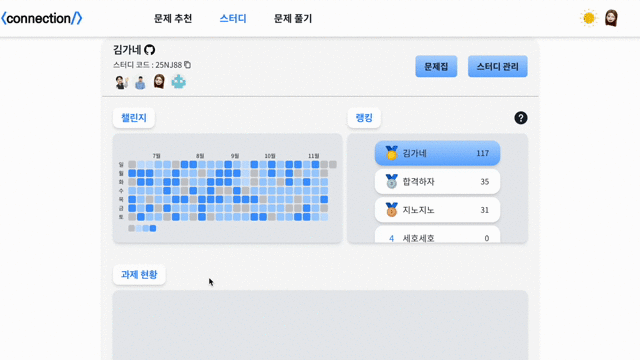 <connection/>
문제 추천
스터디
문제 풀기
김가네
스터디 코드 : 25NJ88
문제집
스터디 관리
챌린지
랭킹
?
7월
8월
9월
10월
11월
일
월
화
수
목
금
토
김가네 117
합격하자 35
지노지노 31
4 세호세호 0
과제 현황